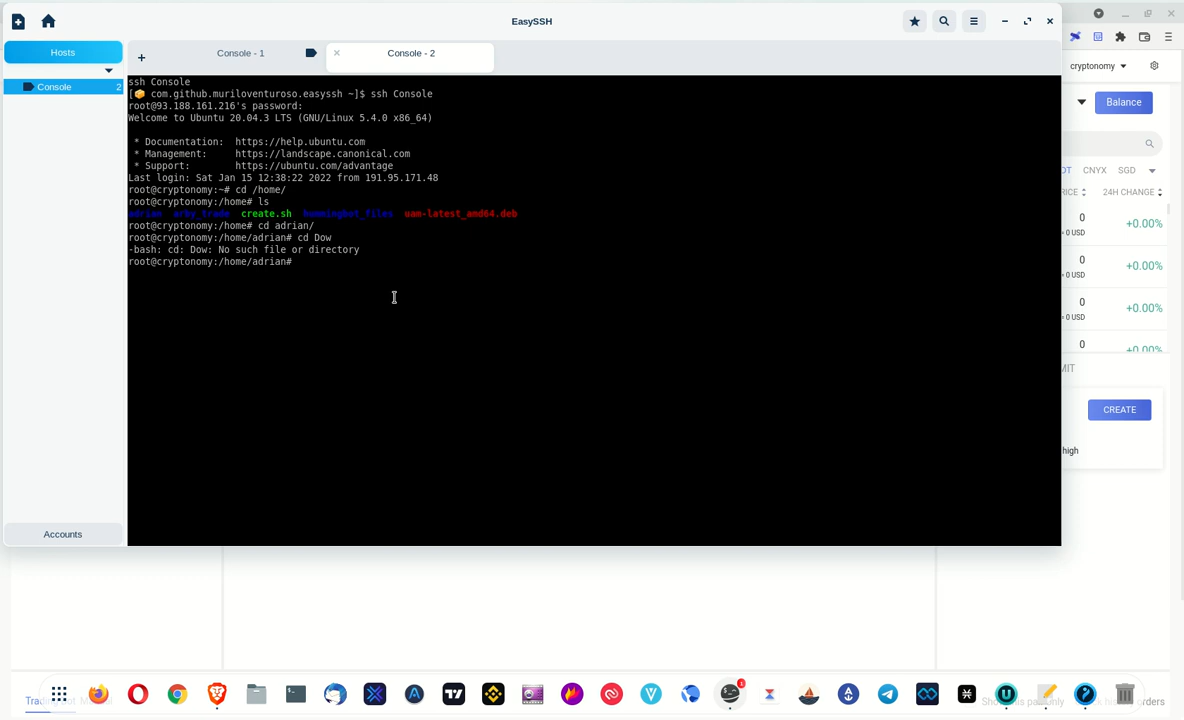 EasySSH
Hosts
Console - 1
Console - 2
Console 2
Accounts
ssh Console
com.github.muriloventuroso.easyssh ~]$ ssh Console
root@93.188.161.216's password:
Welcome to Ubuntu 20.04.3 LTS (GNU/Linux 5.4.0 x86_64)
* Documentation: https://help.ubuntu.com
* Management: https://landscape.canonical.com
* Support: https://ubuntu.com/advantage
Last login: Sat Jan 15 12:38:22 2022 from 191.95.171.48
root@cryptonomy:~# cd /home/
root@cryptonomy:/home# ls
adrian arby_trade create.sh hummingbot_files uam-latest_amd64.deb
root@cryptonomy:/home# cd adrian/
root@cryptonomy:/home/adrian# cd Dow
-bash: cd: Dow: No such file or directory
root@cryptonomy:/home/adrian#
cryptonomy
Balance
CNYX SGD
24H CHANGE
0
= 0 USD
+0.00%
0
= 0 USD
+0.00%
0
= 0 USD
+0.00%
0
+0.00%
MIT
CREATE
high
orders